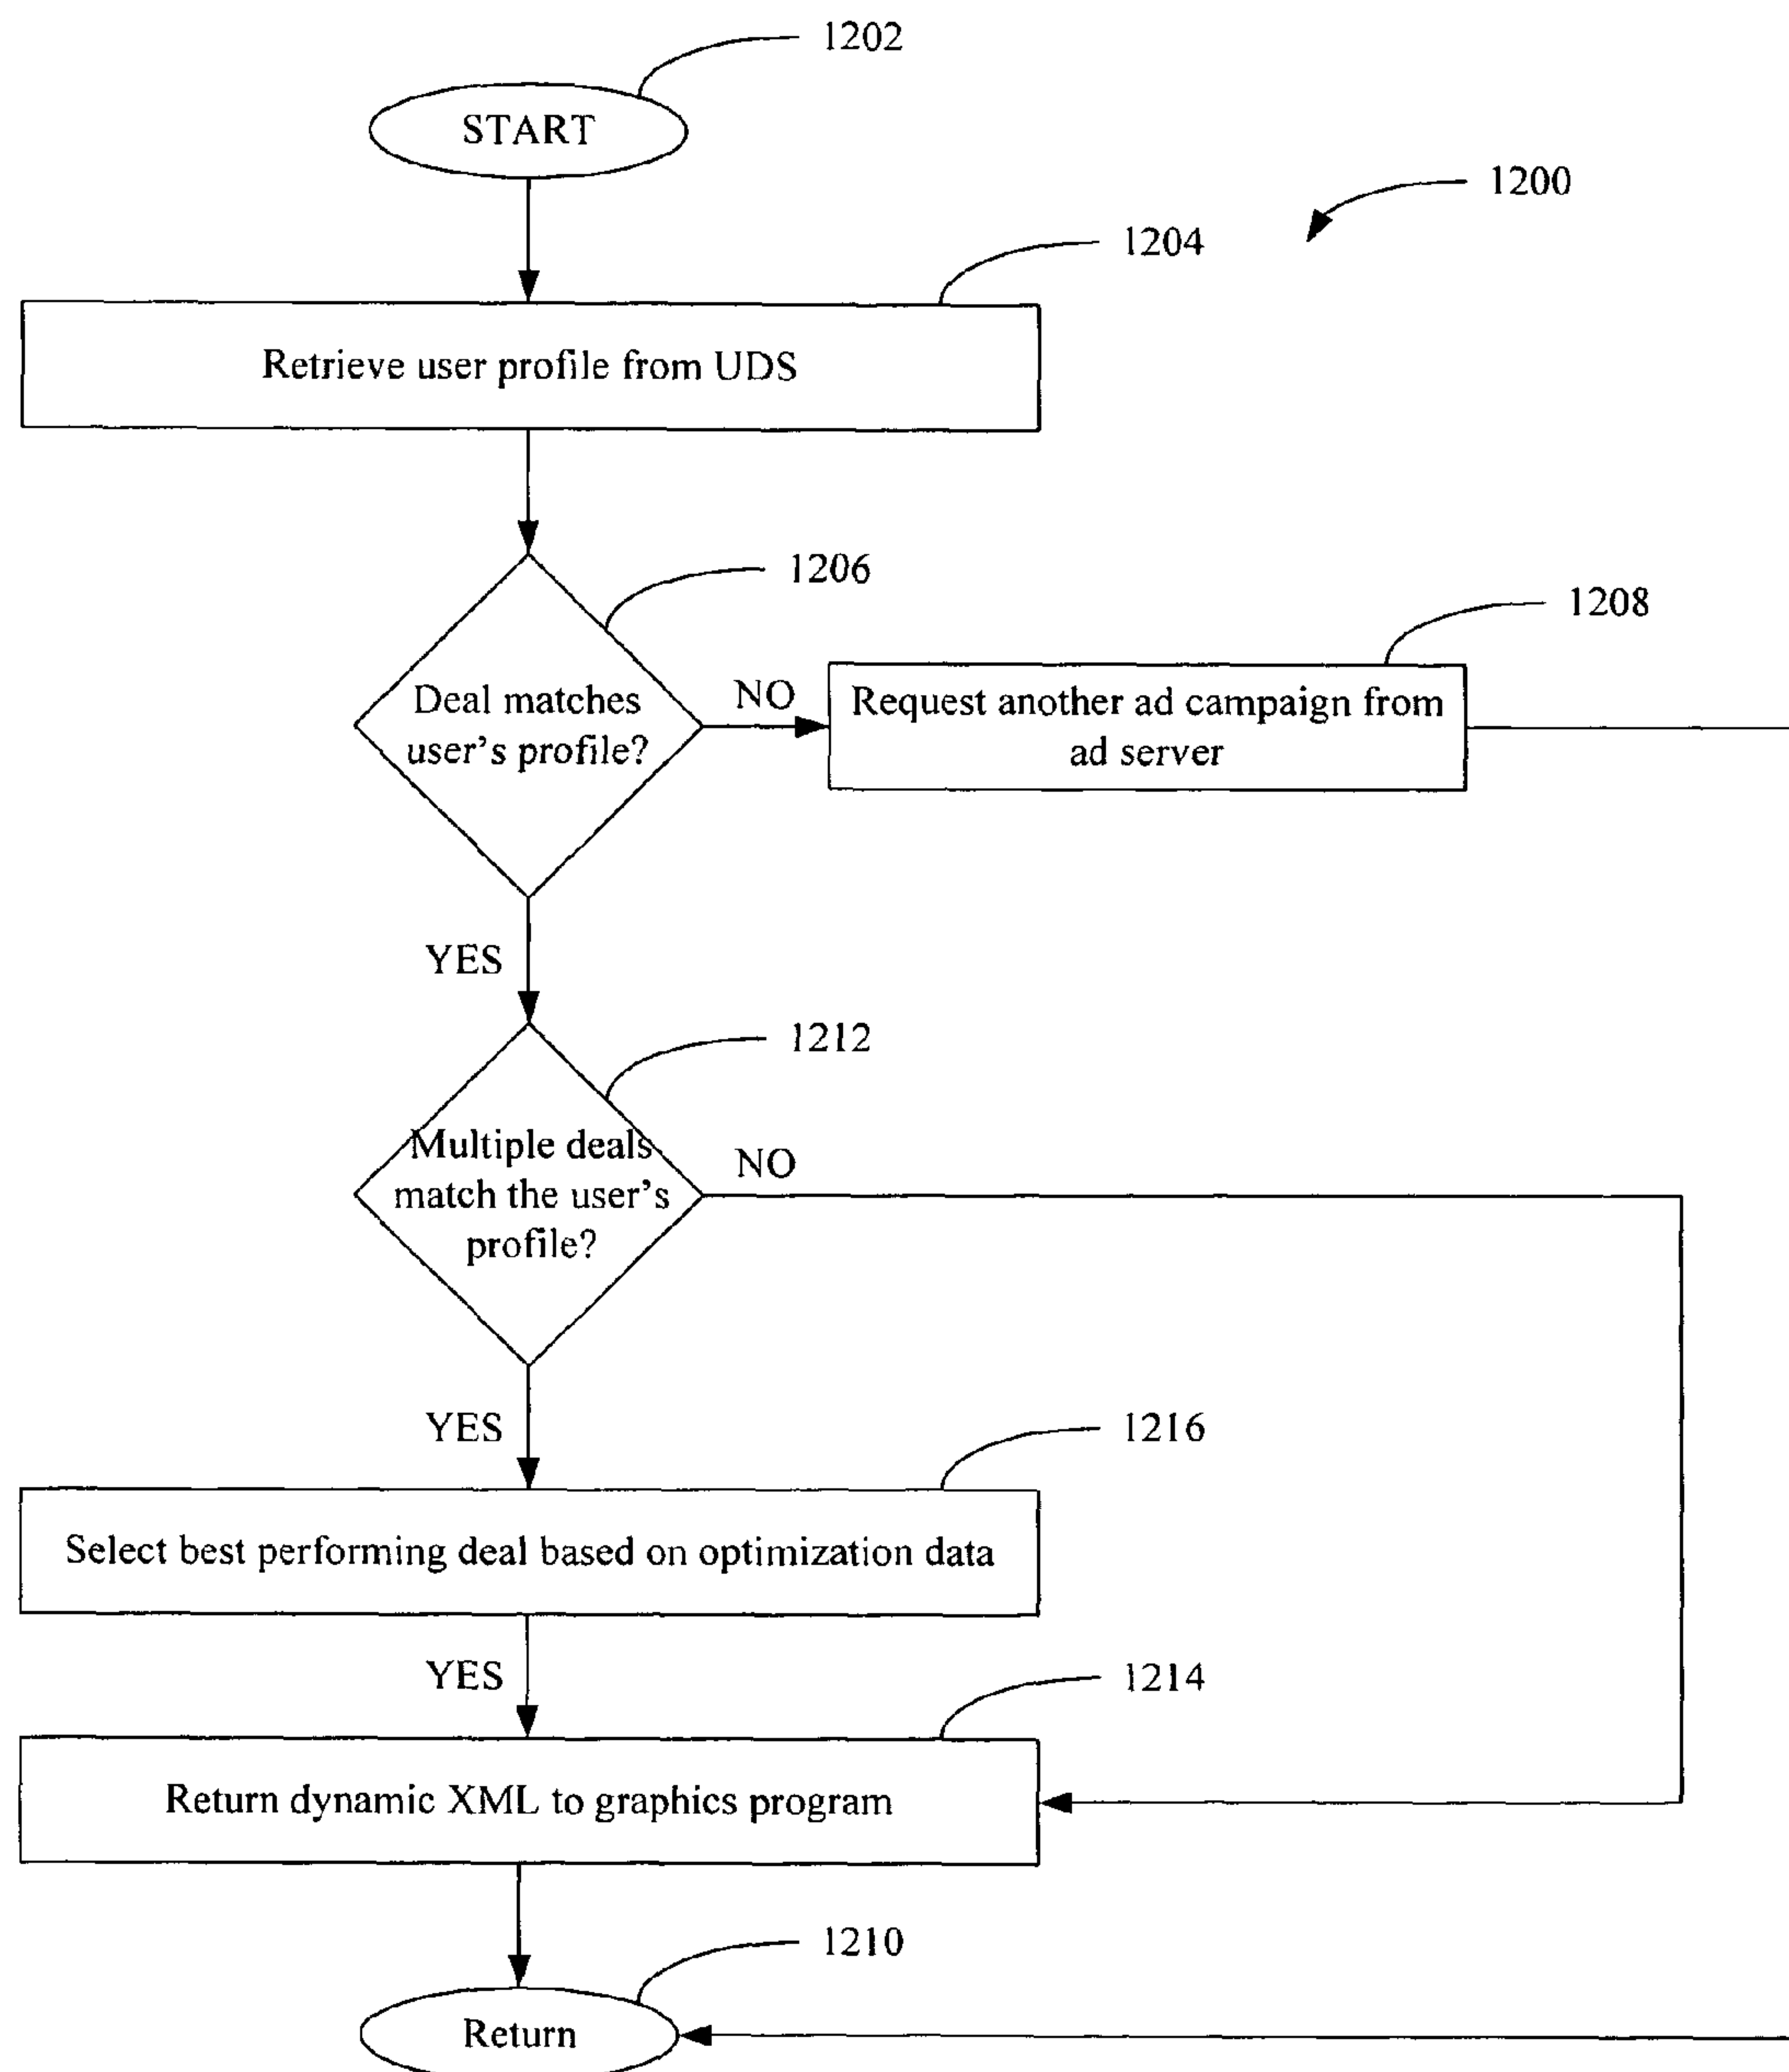 1202
START
1200
1204
Retrieve user profile from UDS
1206
1208
Deal matches
user's profile?
NO
Request another ad campaign from
ad server
YES
1212
Multiple deals
match the user's
profile?
NO
YES
1216
Select best performing deal based on optimization data
YES
1214
Return dynamic XML to graphics program
1210
Return